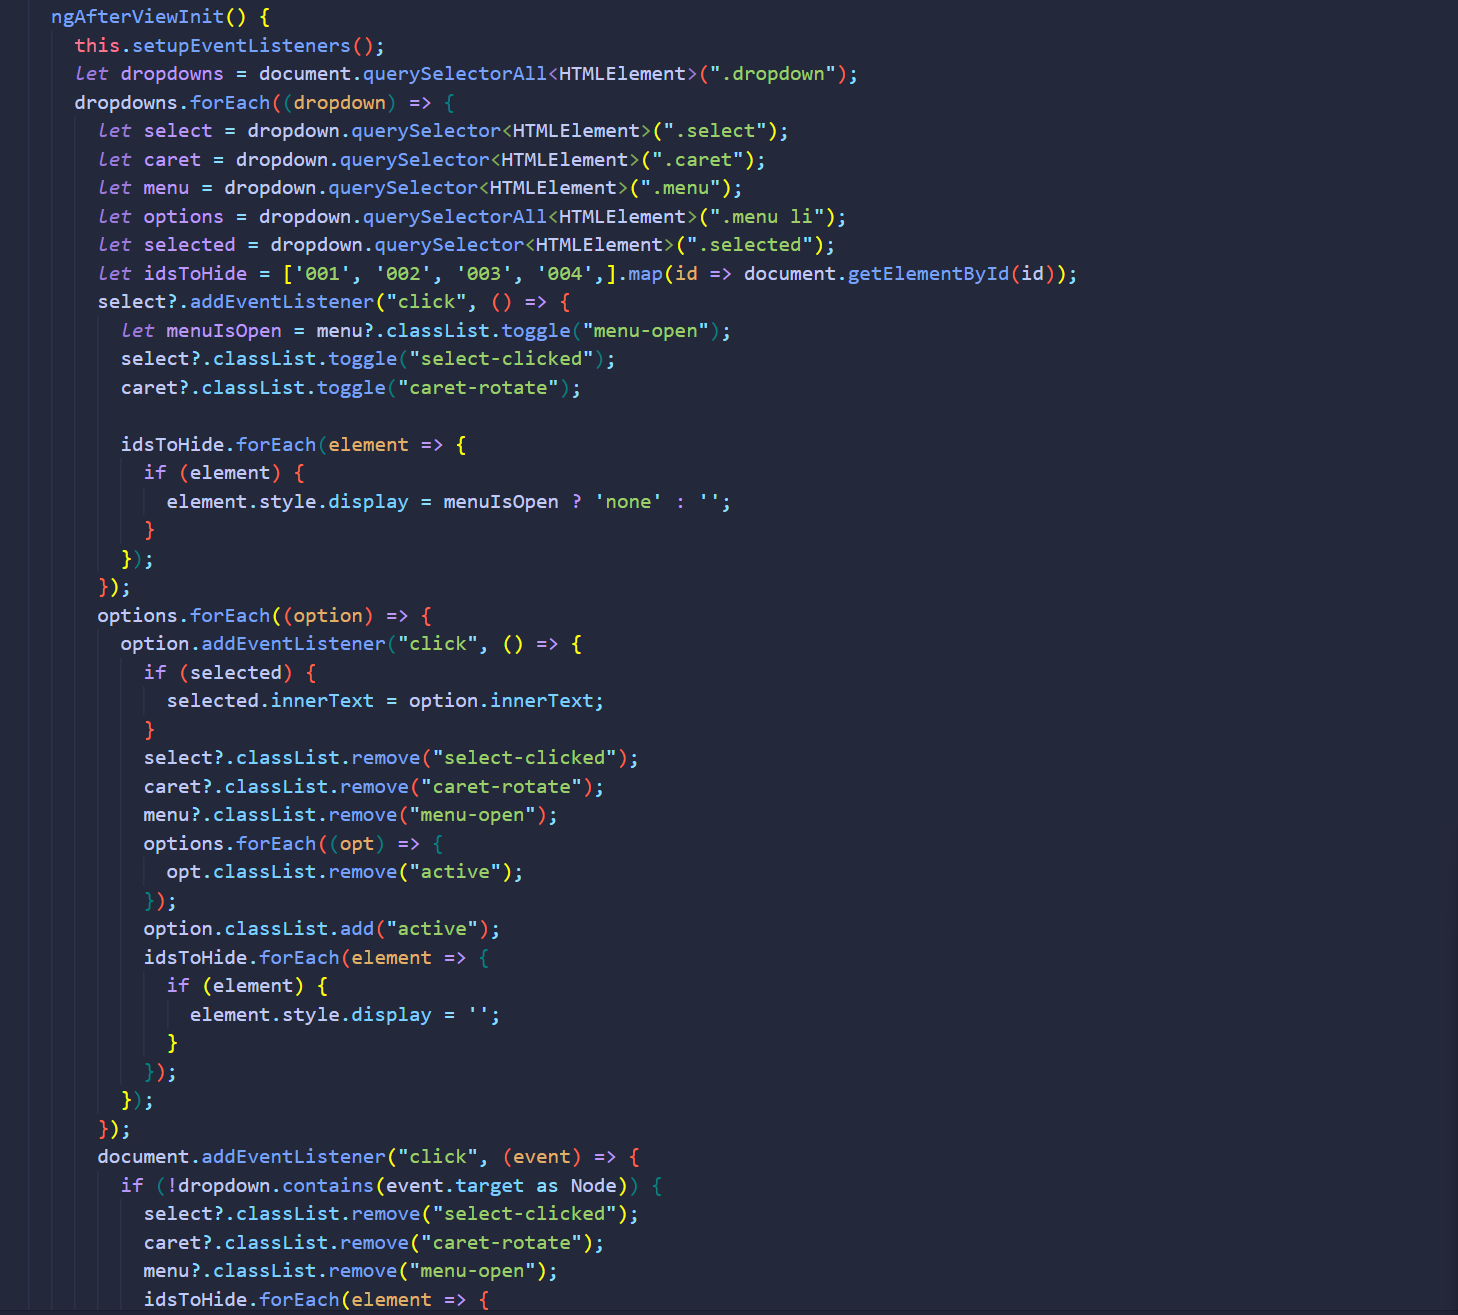 ngAfterViewInit() {
this.setupEventListeners();
let dropdowns = document.querySelectorAll<HTMLElement>(".dropdown");
dropdowns.forEach((dropdown) => {
let select = dropdown.querySelector<HTMLElement>(".select");
let caret = dropdown.querySelector<HTMLElement>(".caret");
let menu = dropdown.querySelector<HTMLElement>(".menu");
let options = dropdown.querySelectorAll<HTMLElement>(".menu li");
let selected = dropdown.querySelector<HTMLElement>(".selected");
let idsToHide = ['001', '002', '003', '004',].map(id => document.getElementById(id));
select?.addEventListener("click", () => {
let menuIsOpen = menu?.classList.toggle("menu-open");
select?.classList.toggle("select-clicked");
caret?.classList.toggle("caret-rotate");
idsToHide.forEach(element => {
if (element) {
element.style.display = menuIsOpen ? 'none' : '';
}
});
});
options.forEach((option) => {
option.addEventListener("click", () => {
if (selected) {
selected.innerText = option.innerText;
}
select?.classList.remove("select-clicked");
caret?.classList.remove("caret-rotate");
menu?.classList.remove("menu-open");
options.forEach((opt) => {
opt.classList.remove("active");
});
option.classList.add("active");
idsToHide.forEach(element => {
if (element) {
element.style.display = '';
}
});
});
});
document.addEventListener("click", (event) => {
if (!dropdown.contains(event.target as Node)) {
select?.classList.remove("select-clicked");
caret?.classList.remove("caret-rotate");
menu?.classList.remove("menu-open");
idsToHide.forEach(element => {